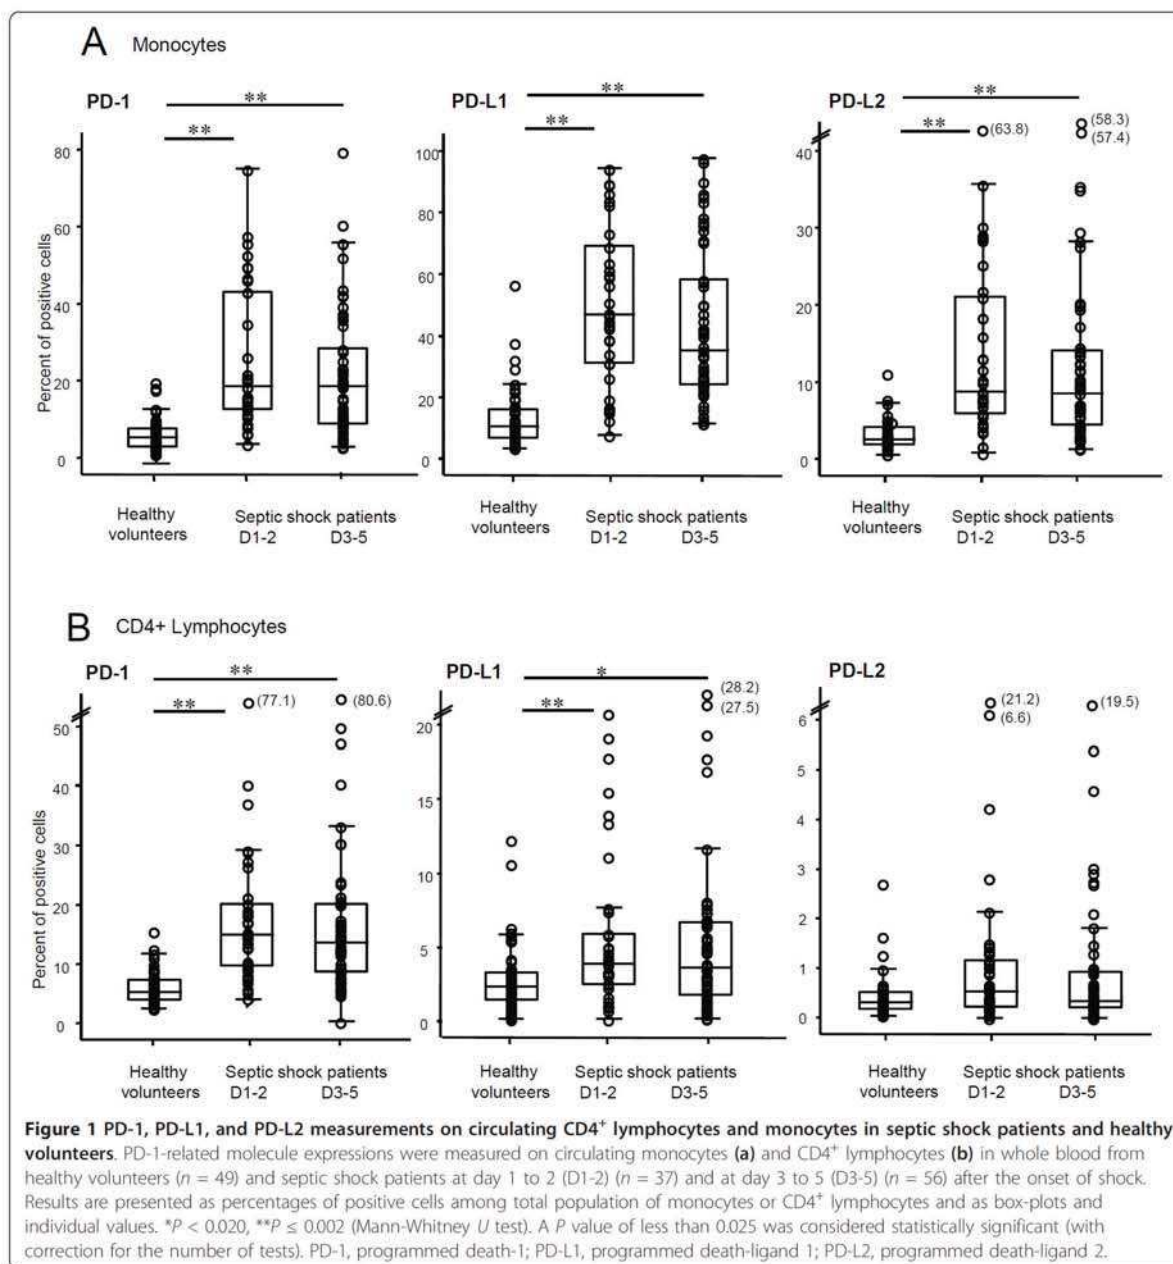 A Monocytes
PD-1
**
**
80
60
40
20
0
Percent of positive cells
Healthy volunteers
Septic shock patients
D1-2 D3-5
PD-L1
**
**
100
80
60
40
20
0
Healthy volunteers
Septic shock patients
D1-2 D3-5
PD-L2
**
**
(63.8)
(58.3)
(57.4)
40
30
20
10
0
Healthy volunteers
Septic shock patients
D1-2 D3-5
B CD4+ Lymphocytes
PD-1
**
**
(77.1)
(80.6)
50
40
30
20
10
0
Percent of positive cells
Healthy volunteers
Septic shock patients
D1-2 D3-5
PD-L1
*
**
(28.2)
(27.5)
20
15
10
5
0
Healthy volunteers
Septic shock patients
D1-2 D3-5
PD-L2
(21.2)
(6.6)
(19.5)
6
5
4
3
2
1
0
Healthy volunteers
Septic shock patients
D1-2 D3-5
Figure 1 PD-1, PD-L1, and PD-L2 measurements on circulating CD4+ lymphocytes and monocytes in septic shock patients and healthy
volunteers. PD-1-related molecule expressions were measured on circulating monocytes (a) and CD4+ lymphocytes (b) in whole blood from
healthy volunteers (n = 49) and septic shock patients at day 1 to 2 (D1-2) (n = 37) and at day 3 to 5 (D3-5) (n = 56) after the onset of shock.
Results are presented as percentages of positive cells among total population of monocytes or CD4+ lymphocytes and as box-plots and
individual values. *P < 0.020, **P ≤ 0.002 (Mann-Whitney U test). A P value of less than 0.025 was considered statistically significant (with
correction for the number of tests). PD-1, programmed death-1; PD-L1, programmed death-ligand 1; PD-L2, programmed death-ligand 2.